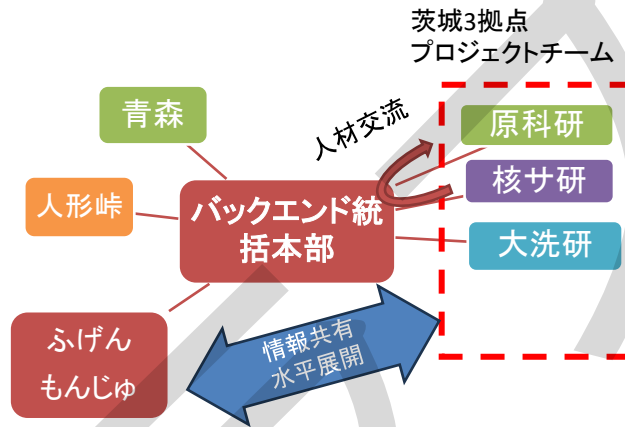 茨城3拠点
プロジェクトチーム
青森
人材交流
原科研
人形峠
バックエンド統
括本部
核サ研
大洗研
ふげん
もんじゅ
情報共有
水平展開